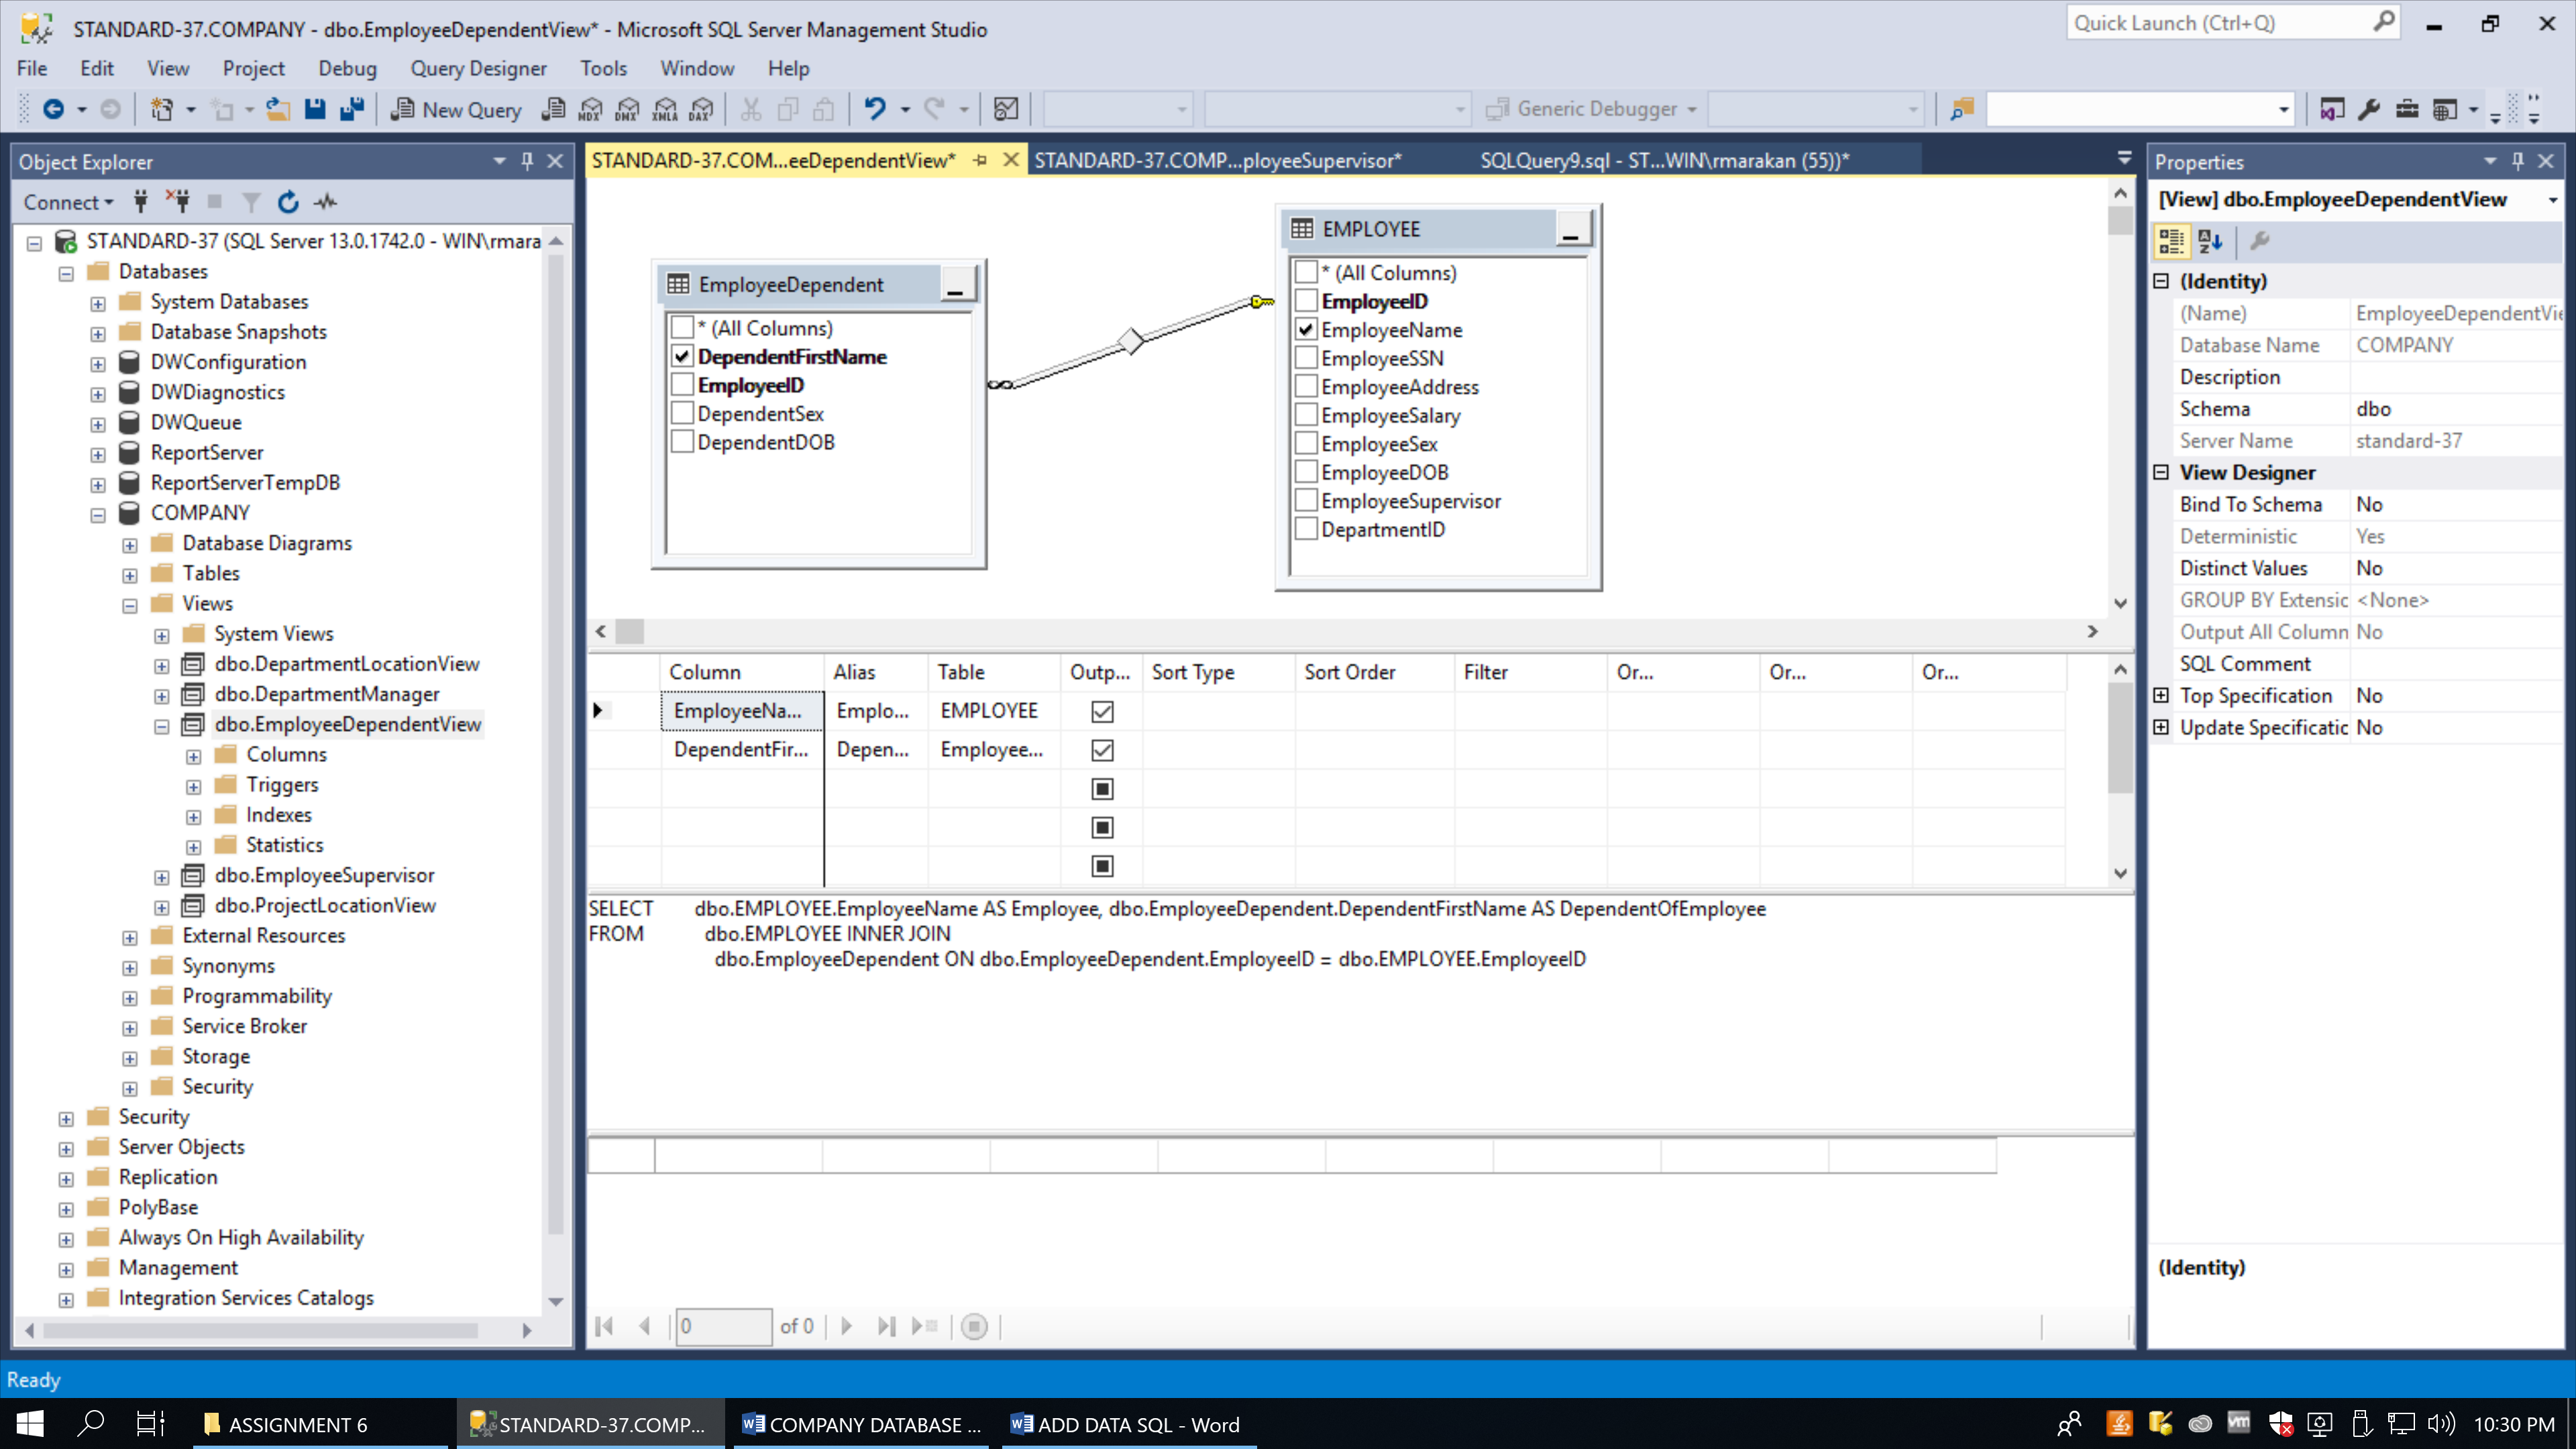 STANDARD-37.COMPANY - dbo.EmployeeDependentView* - Microsoft SQL Server Management Studio
Quick Launch (Ctrl+Q)
File Edit View Project Debug Query Designer Tools Window Help
New Query MDX DMX XMLA DAX Generic Debugger
Object Explorer
Connect
STANDARD-37 (SQL Server 13.0.1742.0 - WIN\rmara
Databases
System Databases
Database Snapshots
DWConfiguration
DWDiagnostics
DWQueue
ReportServer
ReportServerTempDB
COMPANY
Database Diagrams
Tables
Views
System Views
dbo.DepartmentLocationView
dbo.DepartmentManager
dbo.EmployeeDependentView
Columns
Triggers
Indexes
Statistics
dbo.EmployeeSupervisor
dbo.ProjectLocationView
External Resources
Synonyms
Programmability
Service Broker
Storage
Security
Security
Server Objects
Replication
PolyBase
Always On High Availability
Management
Integration Services Catalogs
STANDARD-37.COM...eeDependentView* STANDARD-37.COMP...ployeeSupervisor* SQLQuery9.sql - ST...WIN\rmarakan (55))*
EmployeeDependent
* (All Columns)
DependentFirstName
EmployeeID
DependentSex
DependentDOB
EMPLOYEE
* (All Columns)
EmployeeID
EmployeeName
EmployeeSSN
EmployeeAddress
EmployeeSalary
EmployeeSex
EmployeeDOB
EmployeeSupervisor
DepartmentID
Column Alias Table Outp... Sort Type Sort Order Filter Or... Or... Or...
EmployeeNa... Emplo... EMPLOYEE
DependentFir... Depen... Employee...
SELECT dbo.EMPLOYEE.EmployeeName AS Employee, dbo.EmployeeDependent.DependentFirstName AS DependentOfEmployee
FROM dbo.EMPLOYEE INNER JOIN
dbo.EmployeeDependent ON dbo.EmployeeDependent.EmployeeID = dbo.EMPLOYEE.EmployeeID
0 of 0
Properties
[View] dbo.EmployeeDependentView
(Identity)
(Name) EmployeeDependentVie
Database Name COMPANY
Description
Schema dbo
Server Name standard-37
View Designer
Bind To Schema No
Deterministic Yes
Distinct Values No
GROUP BY Extensic <None>
Output All Column No
SQL Comment
Top Specification No
Update Specificatic No
(Identity)
Ready
ASSIGNMENT 6 STANDARD-37.COMP... COMPANY DATABASE ... ADD DATA SQL - Word 10:30 PM